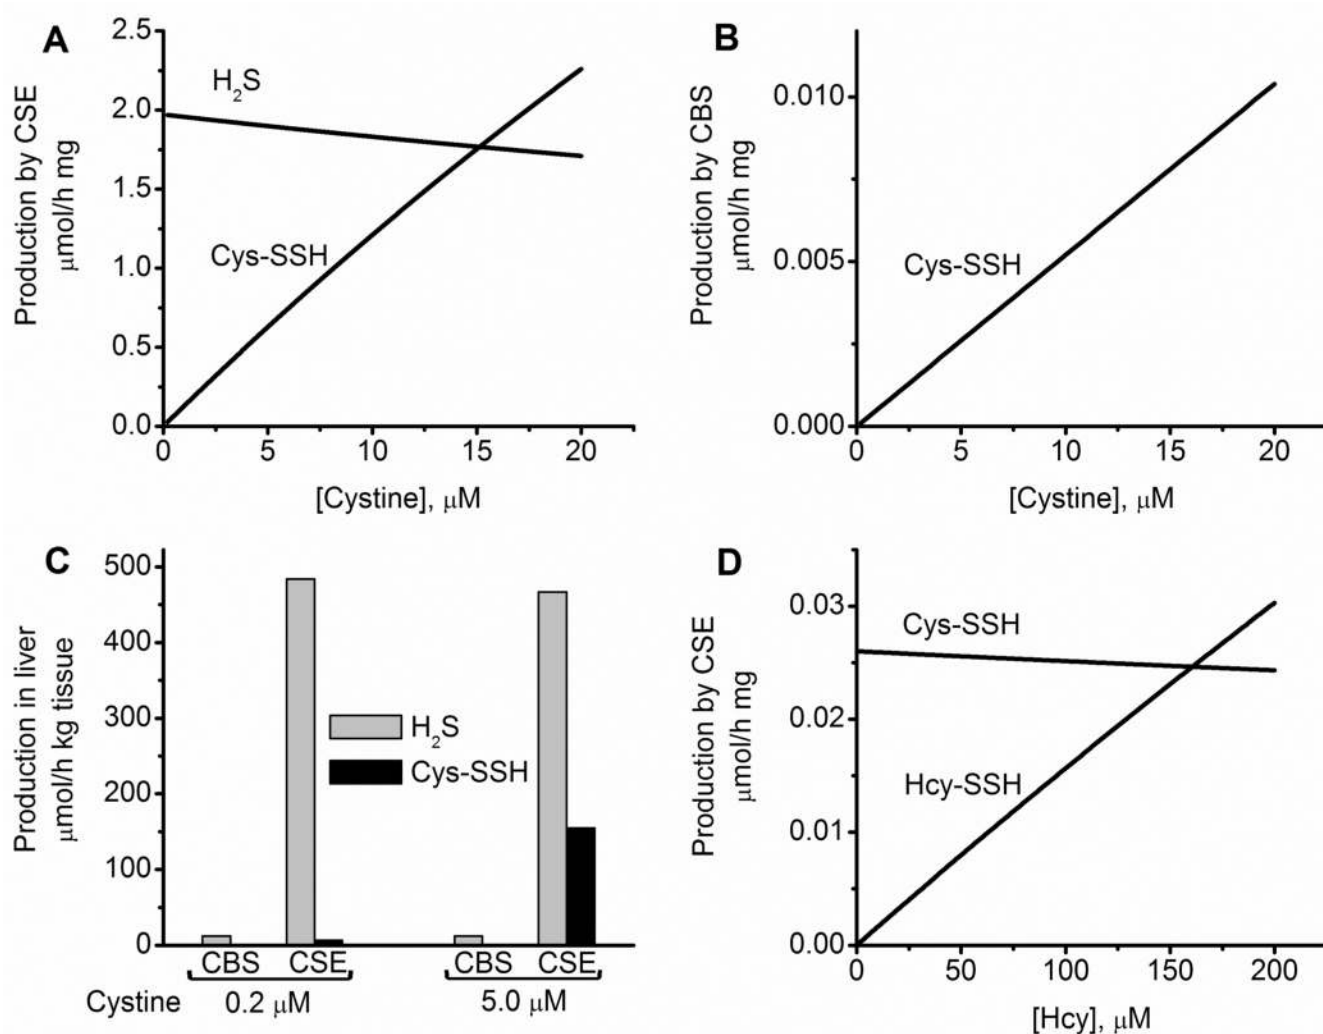 A
Production by CSE
μmol/h mg
2.5
2.0
1.5
1.0
0.5
0.0
H₂S
Cys-SSH
0 5 10 15 20
[Cystine], μM
B
Production by CBS
μmol/h mg
0.010
0.005
0.000
Cys-SSH
0 5 10 15 20
[Cystine], μM
C
Production in liver
μmol/h kg tissue
500
400
300
200
100
0
H₂S
Cys-SSH
CBS CSE CBS CSE
Cystine 0.2 μM 5.0 μM
D
Production by CSE
μmol/h mg
0.03
0.02
0.01
0.00
Cys-SSH
Hcy-SSH
0 50 100 150 200
[Hcy], μM